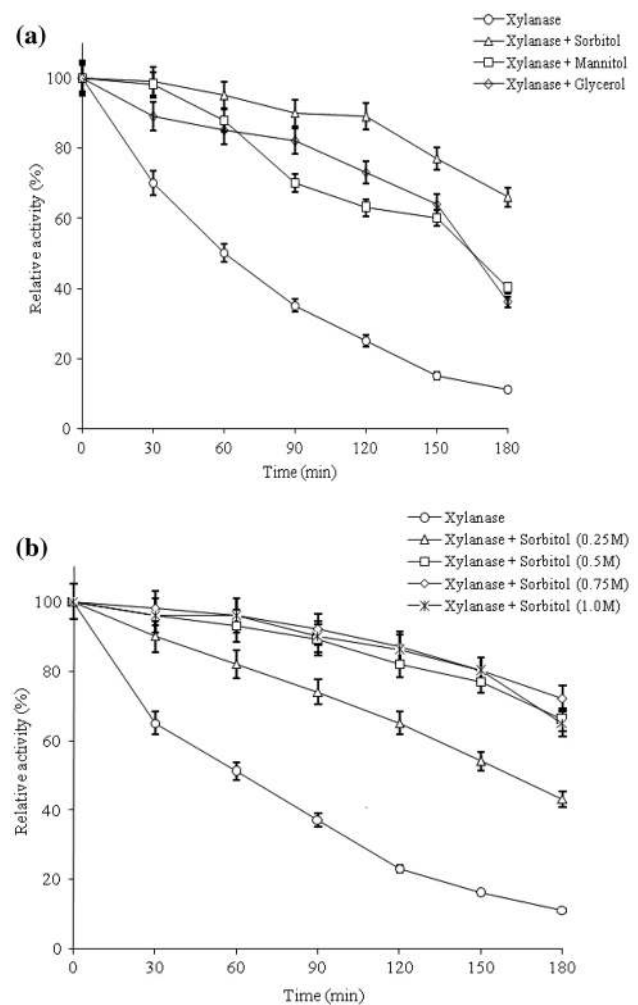 (a)
Xylanase
Xylanase + Sorbitol
Xylanase + Mannitol
Xylanase + Glycerol
100
80
60
40
20
0
Relative activity (%)
0 30 60 90 120 150 180
Time (min)
(b)
Xylanase
Xylanase + Sorbitol (0.25M)
Xylanase + Sorbitol (0.5M)
Xylanase + Sorbitol (0.75M)
Xylanase + Sorbitol (1.0M)
100
80
60
40
20
0
Relative activity (%)
0 30 60 90 120 150 180
Time (min)